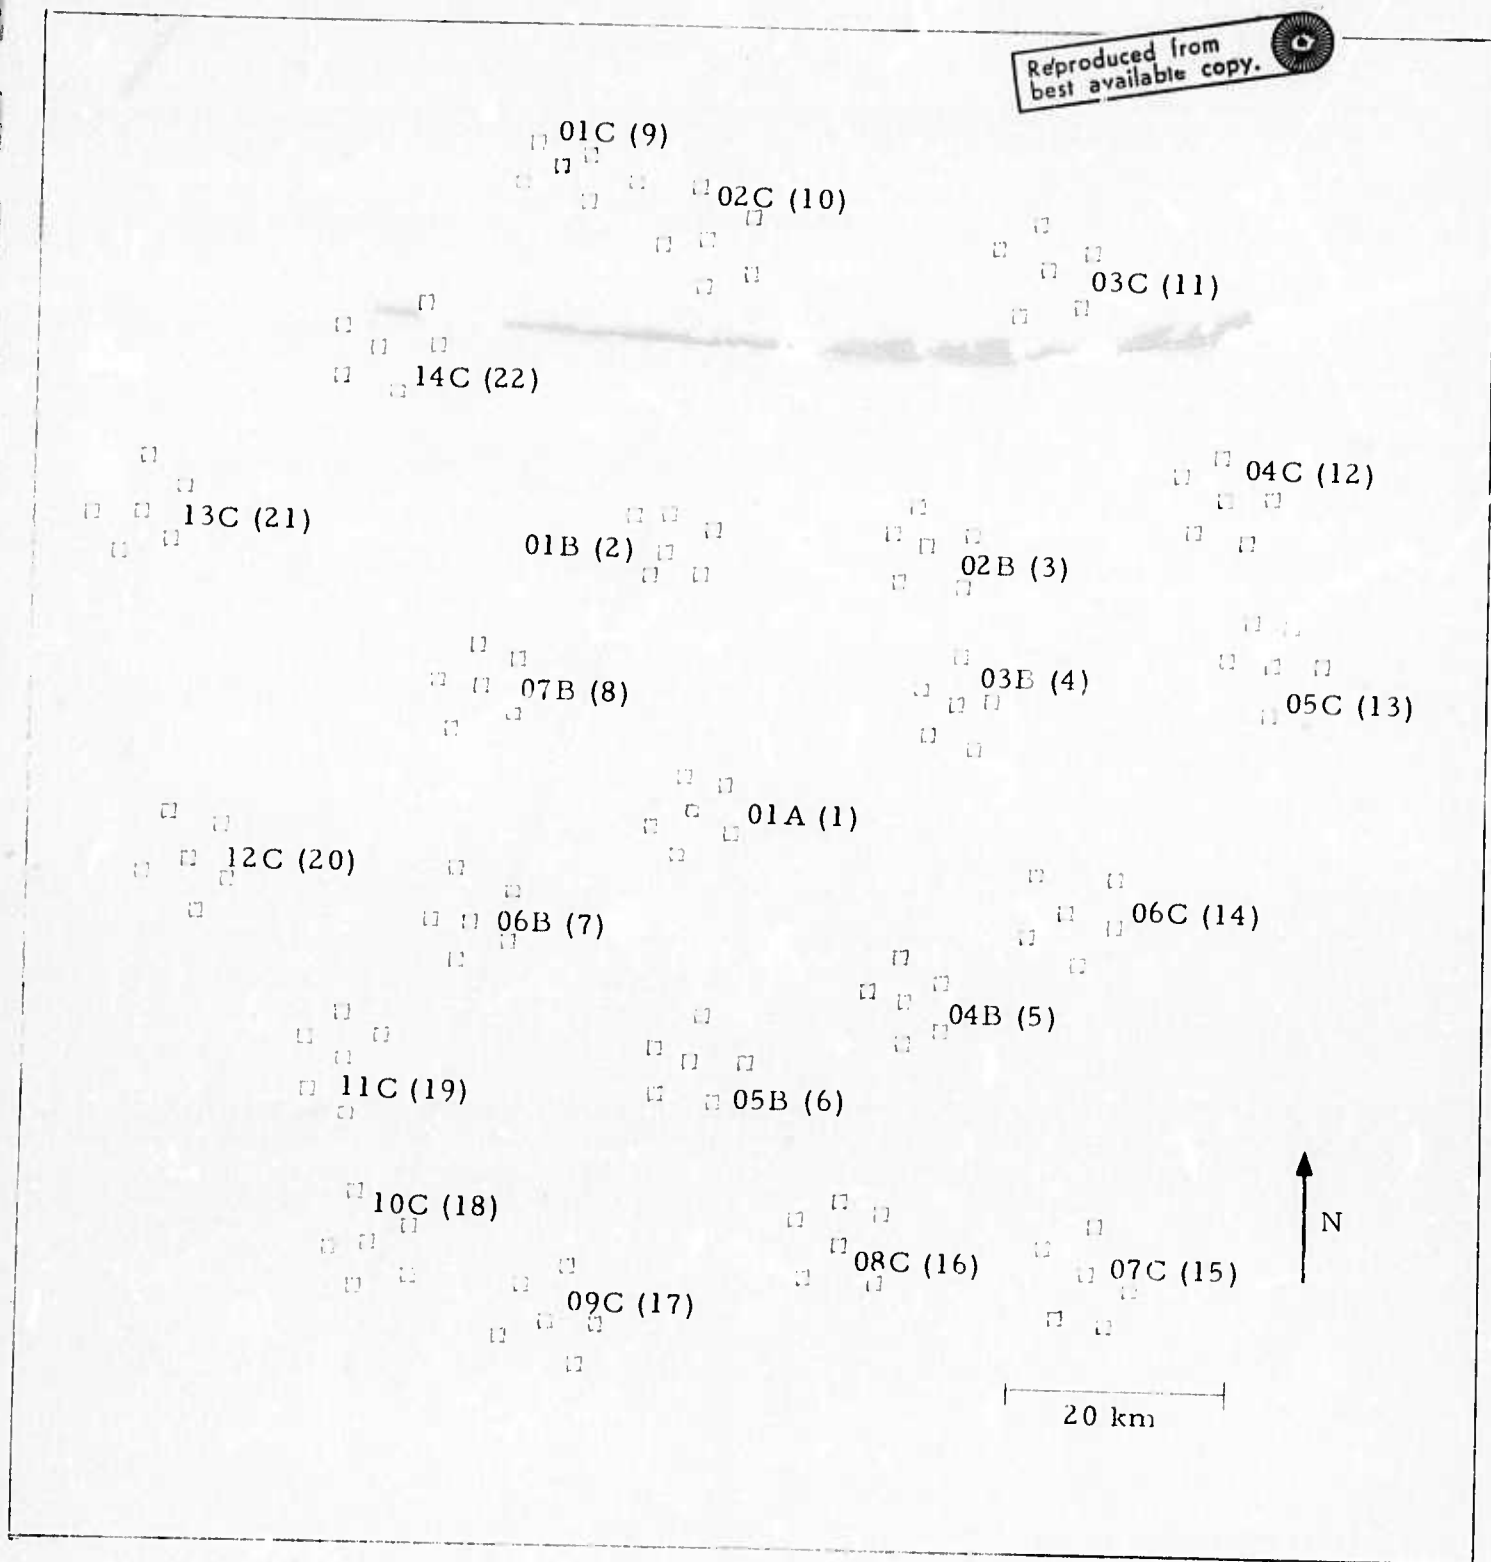 Reproduced from
best available copy.
01C (9)
02C (10)
03C (11)
14C (22)
04C (12)
13C (21)
01B (2)
02B (3)
03B (4)
07B (8)
05C (13)
01A (1)
12C (20)
06B (7)
06C (14)
04B (5)
11C (19)
05B (6)
10C (18)
N
08C (16)
07C (15)
09C (17)
20 km